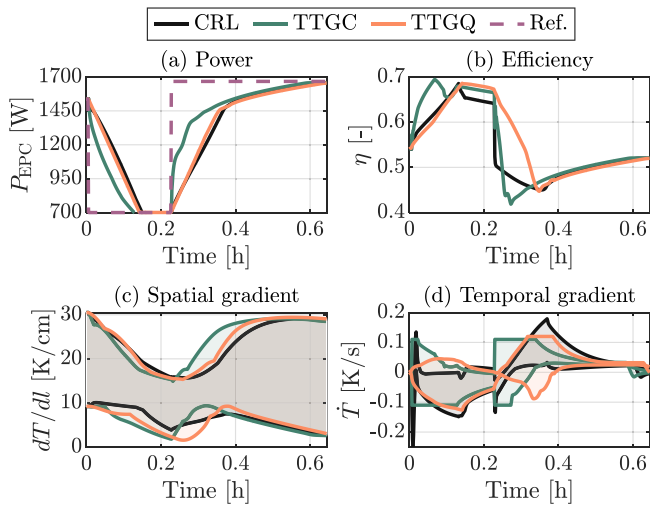 CRL TTGC TTGQ Ref.
(a) Power
P_EPC [W]
1700
1450
1200
950
700
0 0.2 0.4 0.6
Time [h]
(b) Efficiency
η [-]
0.7
0.6
0.5
0.4
0 0.2 0.4 0.6
Time [h]
(c) Spatial gradient
dT/dl [K/cm]
30
20
10
0
0 0.2 0.4 0.6
Time [h]
(d) Temporal gradient
Ṫ [K/s]
0.2
0.1
0
-0.1
-0.2
0 0.2 0.4 0.6
Time [h]